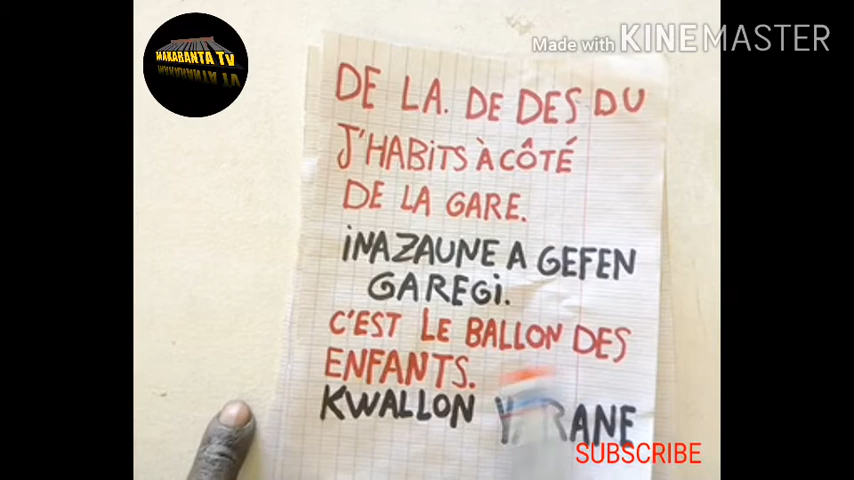 MAKARANTA TV
Made with KINEMASTER
DE LA. DE DES DU
J'HABITS À CÔTÉ
DE LA GARE.
iNAZAUNE A GEFEN
GAREGi.
C'EST LE BALLON DES
ENFANTS.
KWALLON
SUBSCRIBE